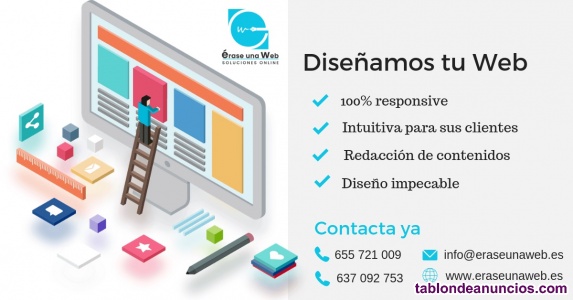 érase una Web
SOLUCIONES ONLINE
Diseñamos tu Web
100% responsive
Intuitiva para sus clientes
Redacción de contenidos
Diseño impecable
Contacta ya
655 721 009
info@eraseunaweb.es
637 092 753
www.eraseunaweb.es
tablondeanuncios.com